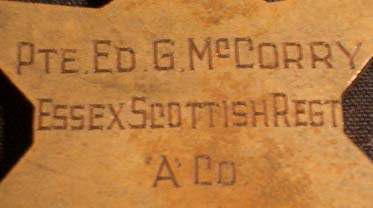 PTE. ED. G. McCORRY
ESSEX SCOTTISH REGT
'A' CO